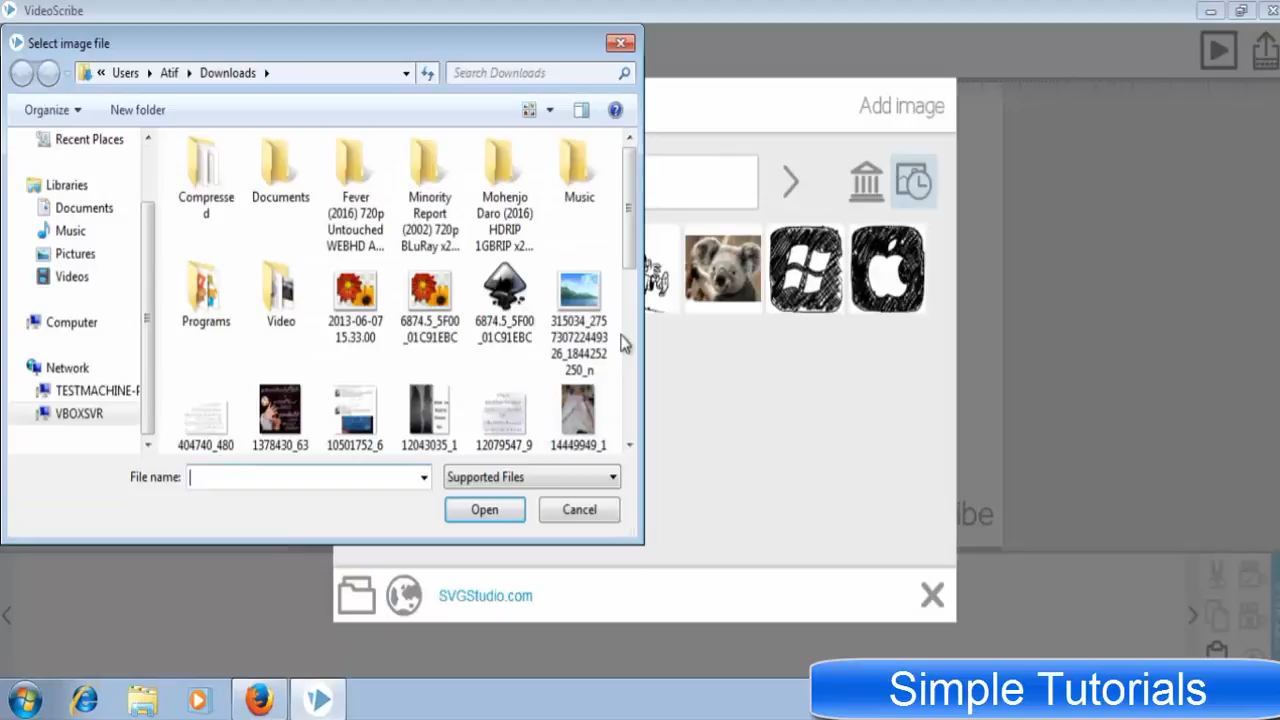 VideoScribe
Select image file
« Users Atif Downloads
Search Downloads
Organize
New folder
Add image
Recent Places
Libraries
Documents
Music
Pictures
Videos
Computer
Network
TESTMACHINE-F
VBOXSVR
Compresse
d
Documents
Fever
(2016) 720p
Untouched
WEBHD A...
Minority
Report
(2002) 720p
BLuRay x2...
Mohenjo
Daro (2016)
HDRIP
1GBRIP x2...
Music
Programs
Video
2013-06-07
15.33.00
6874.5_5F00
_01C91EBC
6874.5_5F00
_01C91EBC
315034_275
7307224493
26_1844252
250_n
404740_480
1378430_63
10501752_6
12043035_1
12079547_9
14449949_1
File name:
Supported Files
Open
Cancel
ibe
SVGStudio.com
Simple Tutorials